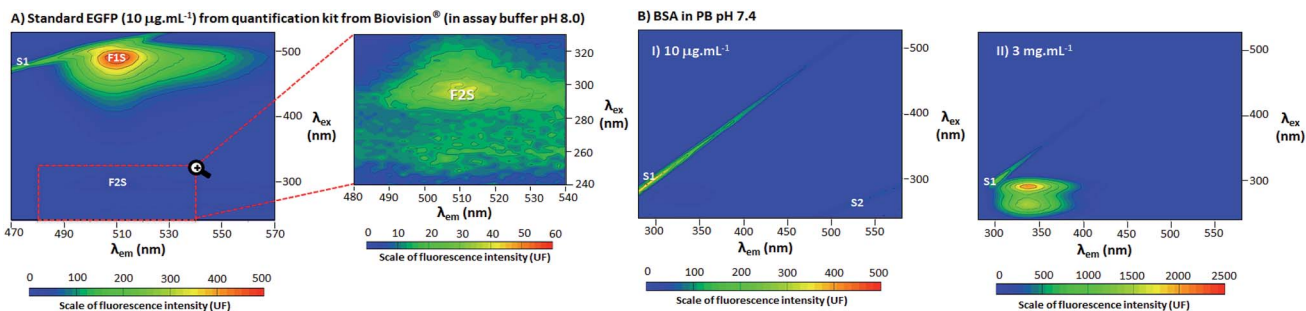 A) Standard EGFP (10 µg.mL⁻¹) from quantification kit from Biovision® (in assay buffer pH 8.0)
S1
F1S
F2S
500
400
300
λex
(nm)
470 490 510 530 550 570
λem (nm)
0 100 200 300 400 500
Scale of fluorescence intensity (UF)
F2S
320
300
280
260
240
λex
(nm)
480 490 500 510 520 530 540
λem (nm)
0 10 20 30 40 50 60
Scale of fluorescence intensity (UF)
B) BSA in PB pH 7.4
I) 10 µg.mL⁻¹
S1
S2
500
400
300
λex
(nm)
300 350 400 450 500 550
λem (nm)
0 100 200 300 400 500
Scale of fluorescence intensity (UF)
II) 3 mg.mL⁻¹
S1
500
400
300
λex
(nm)
300 350 400 450 500 550
λem (nm)
0 500 1000 1500 2000 2500
Scale of fluorescence intensity (UF)